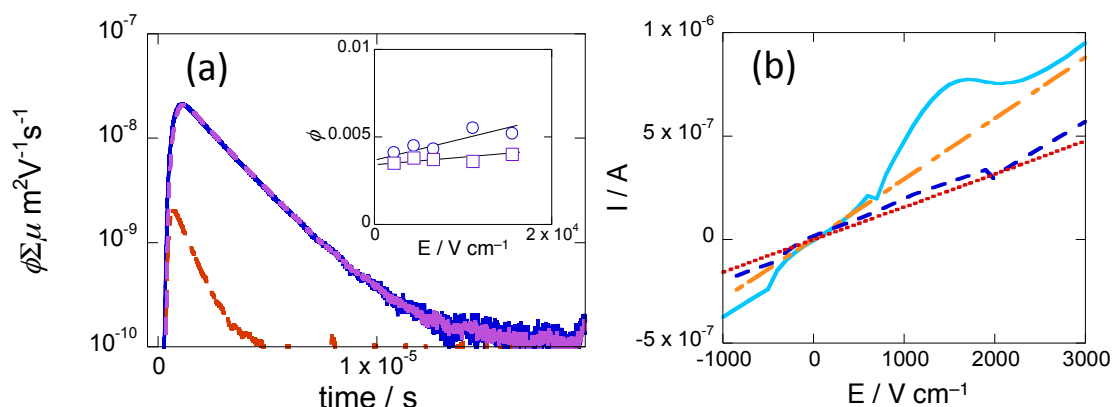 (a)
ϕΣμ m²V⁻¹s⁻¹
10⁻⁷
10⁻⁸
10⁻⁹
10⁻¹⁰
0
1 x 10⁻⁵
time / s
ϕ
0.01
0.005
0
0
2 x 10⁴
E / V cm⁻¹
(b)
I / A
1 x 10⁻⁶
5 x 10⁻⁷
0
-5 x 10⁻⁷
-1000
0
1000
2000
3000
E / V cm⁻¹